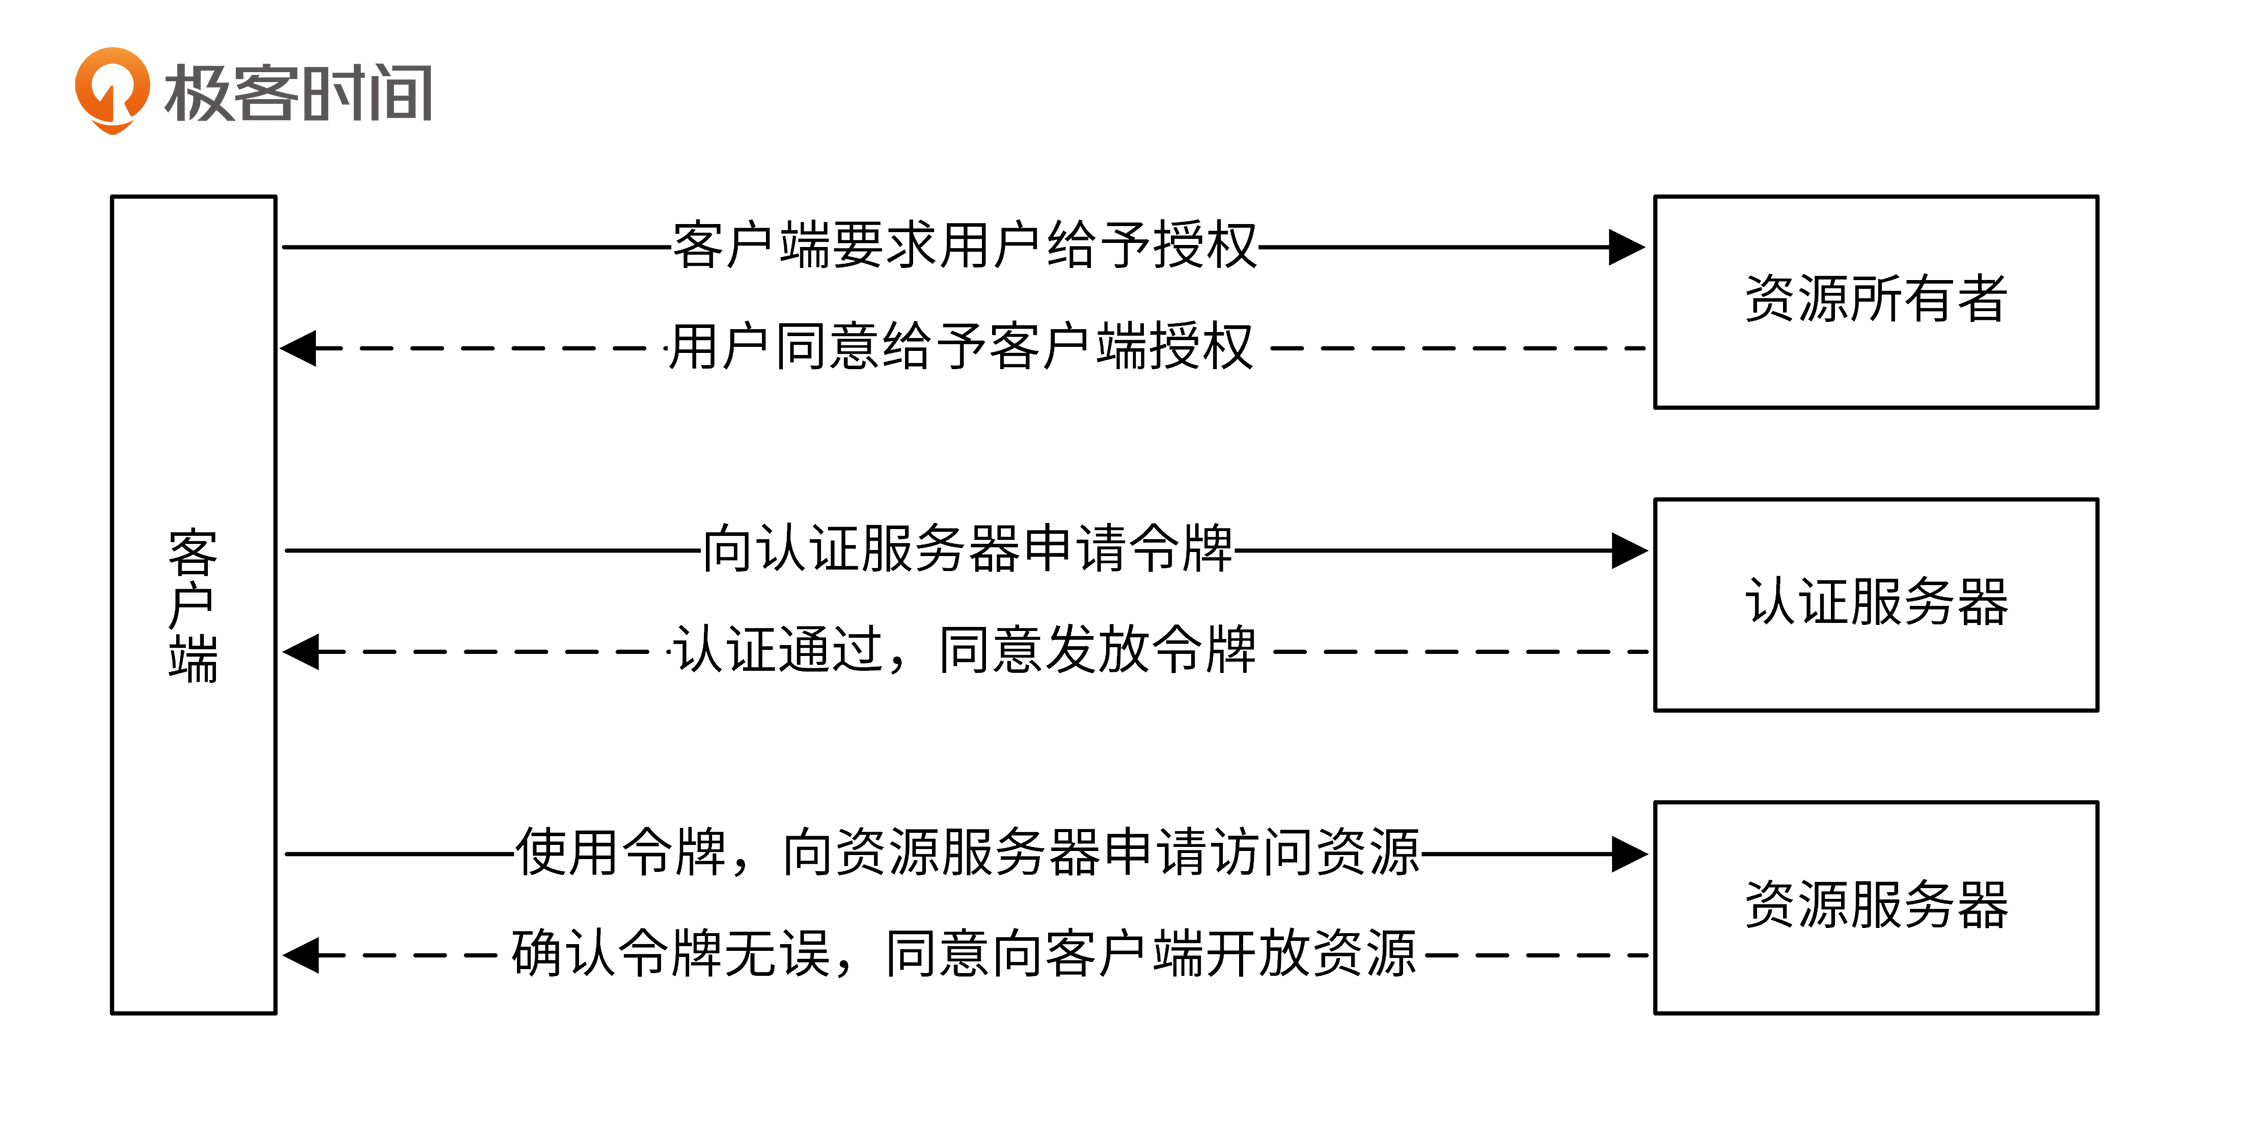 极客时间
客户端要求用户给予授权
用户同意给予客户端授权
资源所有者
客户端
向认证服务器申请令牌
认证通过，同意发放令牌
认证服务器
使用令牌，向资源服务器申请访问资源
确认令牌无误，同意向客户端开放资源
资源服务器